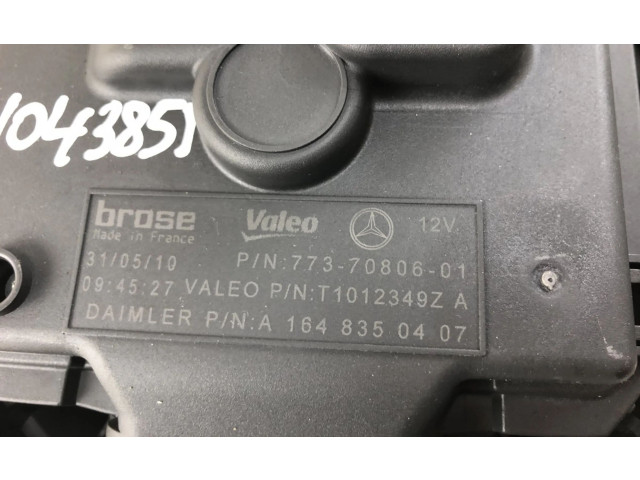 1043851
brose Valeo 12V.
Made in France
31/05/10 P/N:773-70806-01
09:45:27 VALEO P/N:T1012349Z A
DAIMLER P/N:A 164 835 04 07